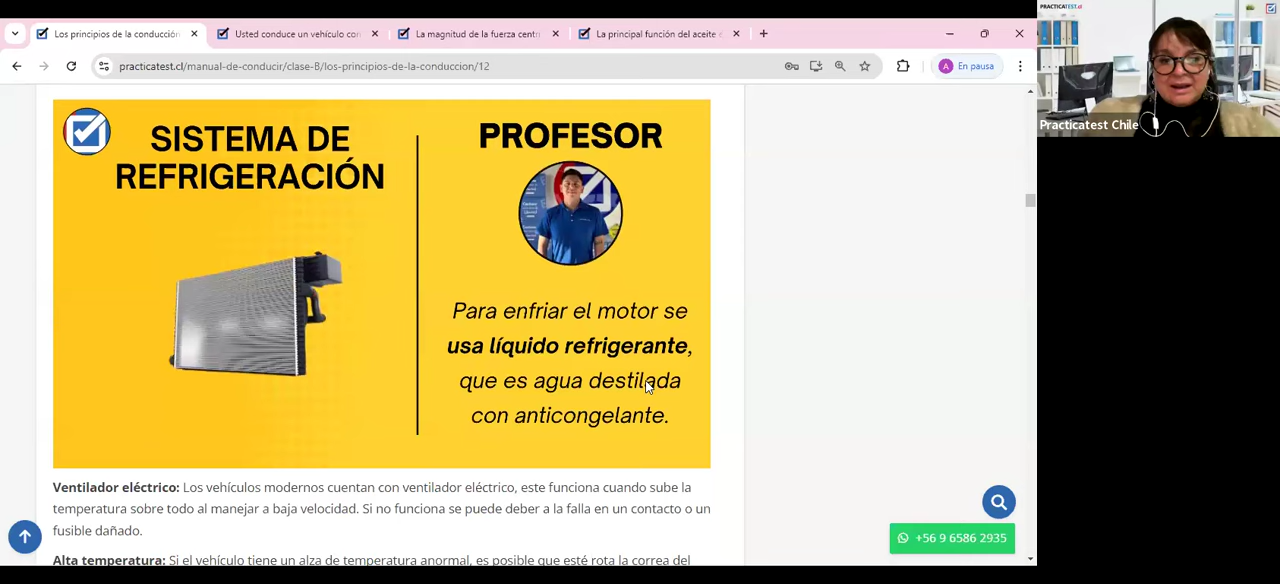 Los principios de la conducción
Usted conduce un vehículo con
La magnitud de la fuerza centr
La principal función del aceite
practicatest.cl/manual-de-conducir/clase-B/los-principios-de-la-conduccion/12
A
En pausa
PRACTICATEST.cl
Practicatest Chile
SISTEMA DE
REFRIGERACIÓN
PROFESOR
Para enfriar el motor se
usa líquido refrigerante,
que es agua destilada
con anticongelante.
Ventilador eléctrico: Los vehículos modernos cuentan con ventilador eléctrico, este funciona cuando sube la
temperatura sobre todo al manejar a baja velocidad. Si no funciona se puede deber a la falla en un contacto o un
fusible dañado.
Alta temperatura: Si el vehículo tiene un alza de temperatura anormal, es posible que esté rota la correa del
+56 9 6586 2935